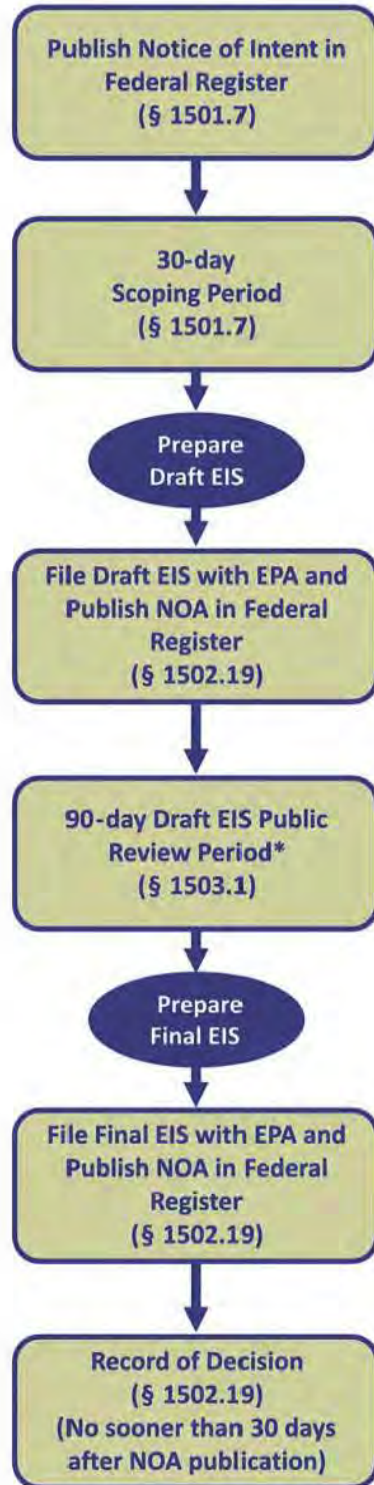 Publish Notice of Intent in
Federal Register
(§ 1501.7)
30-day
Scoping Period
(§ 1501.7)
Prepare
Draft EIS
File Draft EIS with EPA and
Publish NOA in Federal
Register
(§ 1502.19)
90-day Draft EIS Public
Review Period*
(§ 1503.1)
Prepare
Final EIS
File Final EIS with EPA and
Publish NOA in Federal
Register
(§ 1502.19)
Record of Decision
(§ 1502.19)
(No sooner than 30 days
after NOA publication)